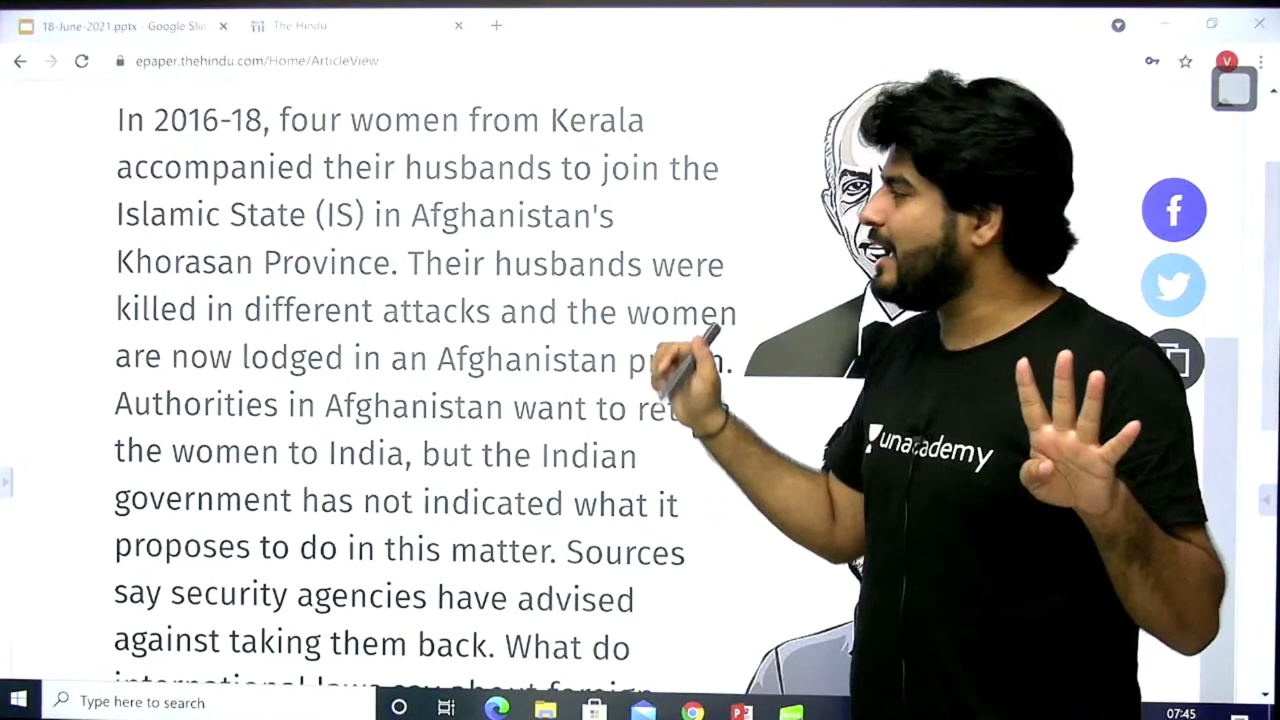 18-June-2021.pptx - Google Slid
The Hindu
epaper.thehindu.com/Home/ArticleView
V
In 2016-18, four women from Kerala
accompanied their husbands to join the
Islamic State (IS) in Afghanistan's
Khorasan Province. Their husbands were
killed in different attacks and the women
are now lodged in an Afghanistan
Authorities in Afghanistan want to
the women to India, but the Indian
government has not indicated what it
proposes to do in this matter. Sources
say security agencies have advised
against taking them back. What do
f
unacademy
Type here to search
07:45